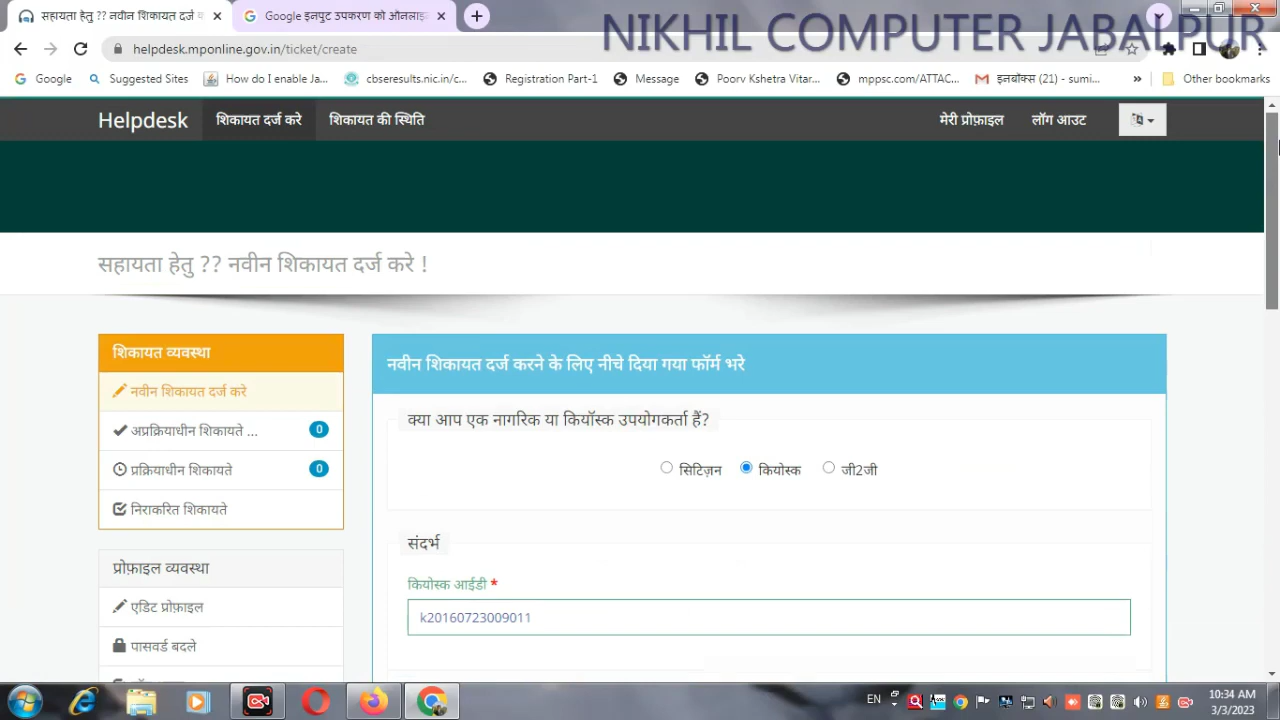 सहायता हेतु ?? नवीन शिकायत दर्ज
Google इनपुट उपकरण को ऑनलाइन
NIKHIL COMPUTER JABALPUR
helpdesk.mponline.gov.in/ticket/create
Google
Suggested Sites
How do I enable Ja...
cbseresults.nic.in/c...
Registration Part-1
Message
Poorv Kshetra Vitar...
mppsc.com/ATTAC...
इनबॉक्स (21) - sumi...
»
Other bookmarks
Helpdesk
शिकायत दर्ज करे
शिकायत की स्थिति
मेरी प्रोफ़ाइल
लॉग आउट
सहायता हेतु ?? नवीन शिकायत दर्ज करे !
शिकायत व्यवस्था
नवीन शिकायत दर्ज करे
अप्रक्रियाधीन शिकायते ... 0
प्रक्रियाधीन शिकायते 0
निराकरित शिकायते
प्रोफ़ाइल व्यवस्था
एडिट प्रोफ़ाइल
पासवर्ड बदले
नवीन शिकायत दर्ज करने के लिए नीचे दिया गया फॉर्म भरे
क्या आप एक नागरिक या कियॉस्क उपयोगकर्ता हैं?
सिटिज़न
कियोस्क
जी2जी
संदर्भ
कियोस्क आईडी *
k20160723009011
EN
10:34 AM
3/3/2023